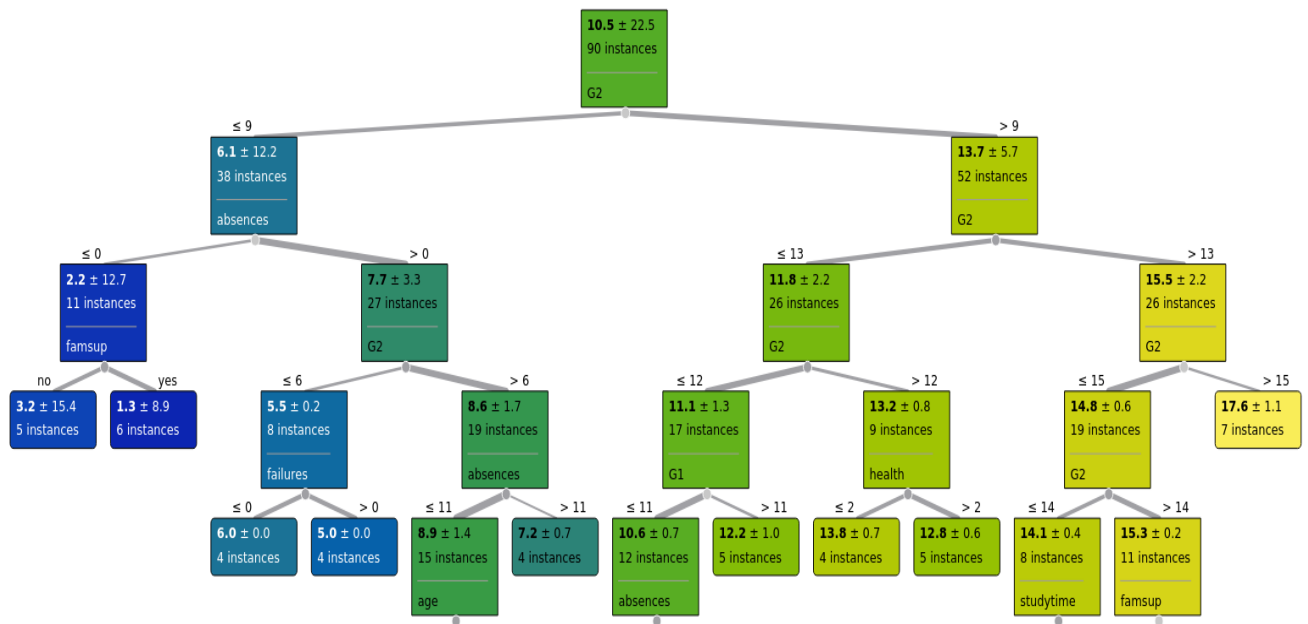 10.5 ± 22.5
90 instances
G2
≤ 9
> 9
6.1 ± 12.2
38 instances
absences
13.7 ± 5.7
52 instances
G2
≤ 0
> 0
≤ 13
> 13
2.2 ± 12.7
11 instances
famsup
7.7 ± 3.3
27 instances
G2
11.8 ± 2.2
26 instances
G2
15.5 ± 2.2
26 instances
G2
no
yes
≤ 6
> 6
≤ 12
> 12
≤ 15
> 15
3.2 ± 15.4
5 instances
1.3 ± 8.9
6 instances
5.5 ± 0.2
8 instances
failures
8.6 ± 1.7
19 instances
absences
11.1 ± 1.3
17 instances
G1
13.2 ± 0.8
9 instances
health
14.8 ± 0.6
19 instances
G2
17.6 ± 1.1
7 instances
≤ 0
> 0
≤ 11
> 11
≤ 11
> 11
≤ 2
> 2
≤ 14
> 14
6.0 ± 0.0
4 instances
5.0 ± 0.0
4 instances
8.9 ± 1.4
15 instances
age
7.2 ± 0.7
4 instances
10.6 ± 0.7
12 instances
absences
12.2 ± 1.0
5 instances
13.8 ± 0.7
4 instances
12.8 ± 0.6
5 instances
14.1 ± 0.4
8 instances
studytime
15.3 ± 0.2
11 instances
famsup